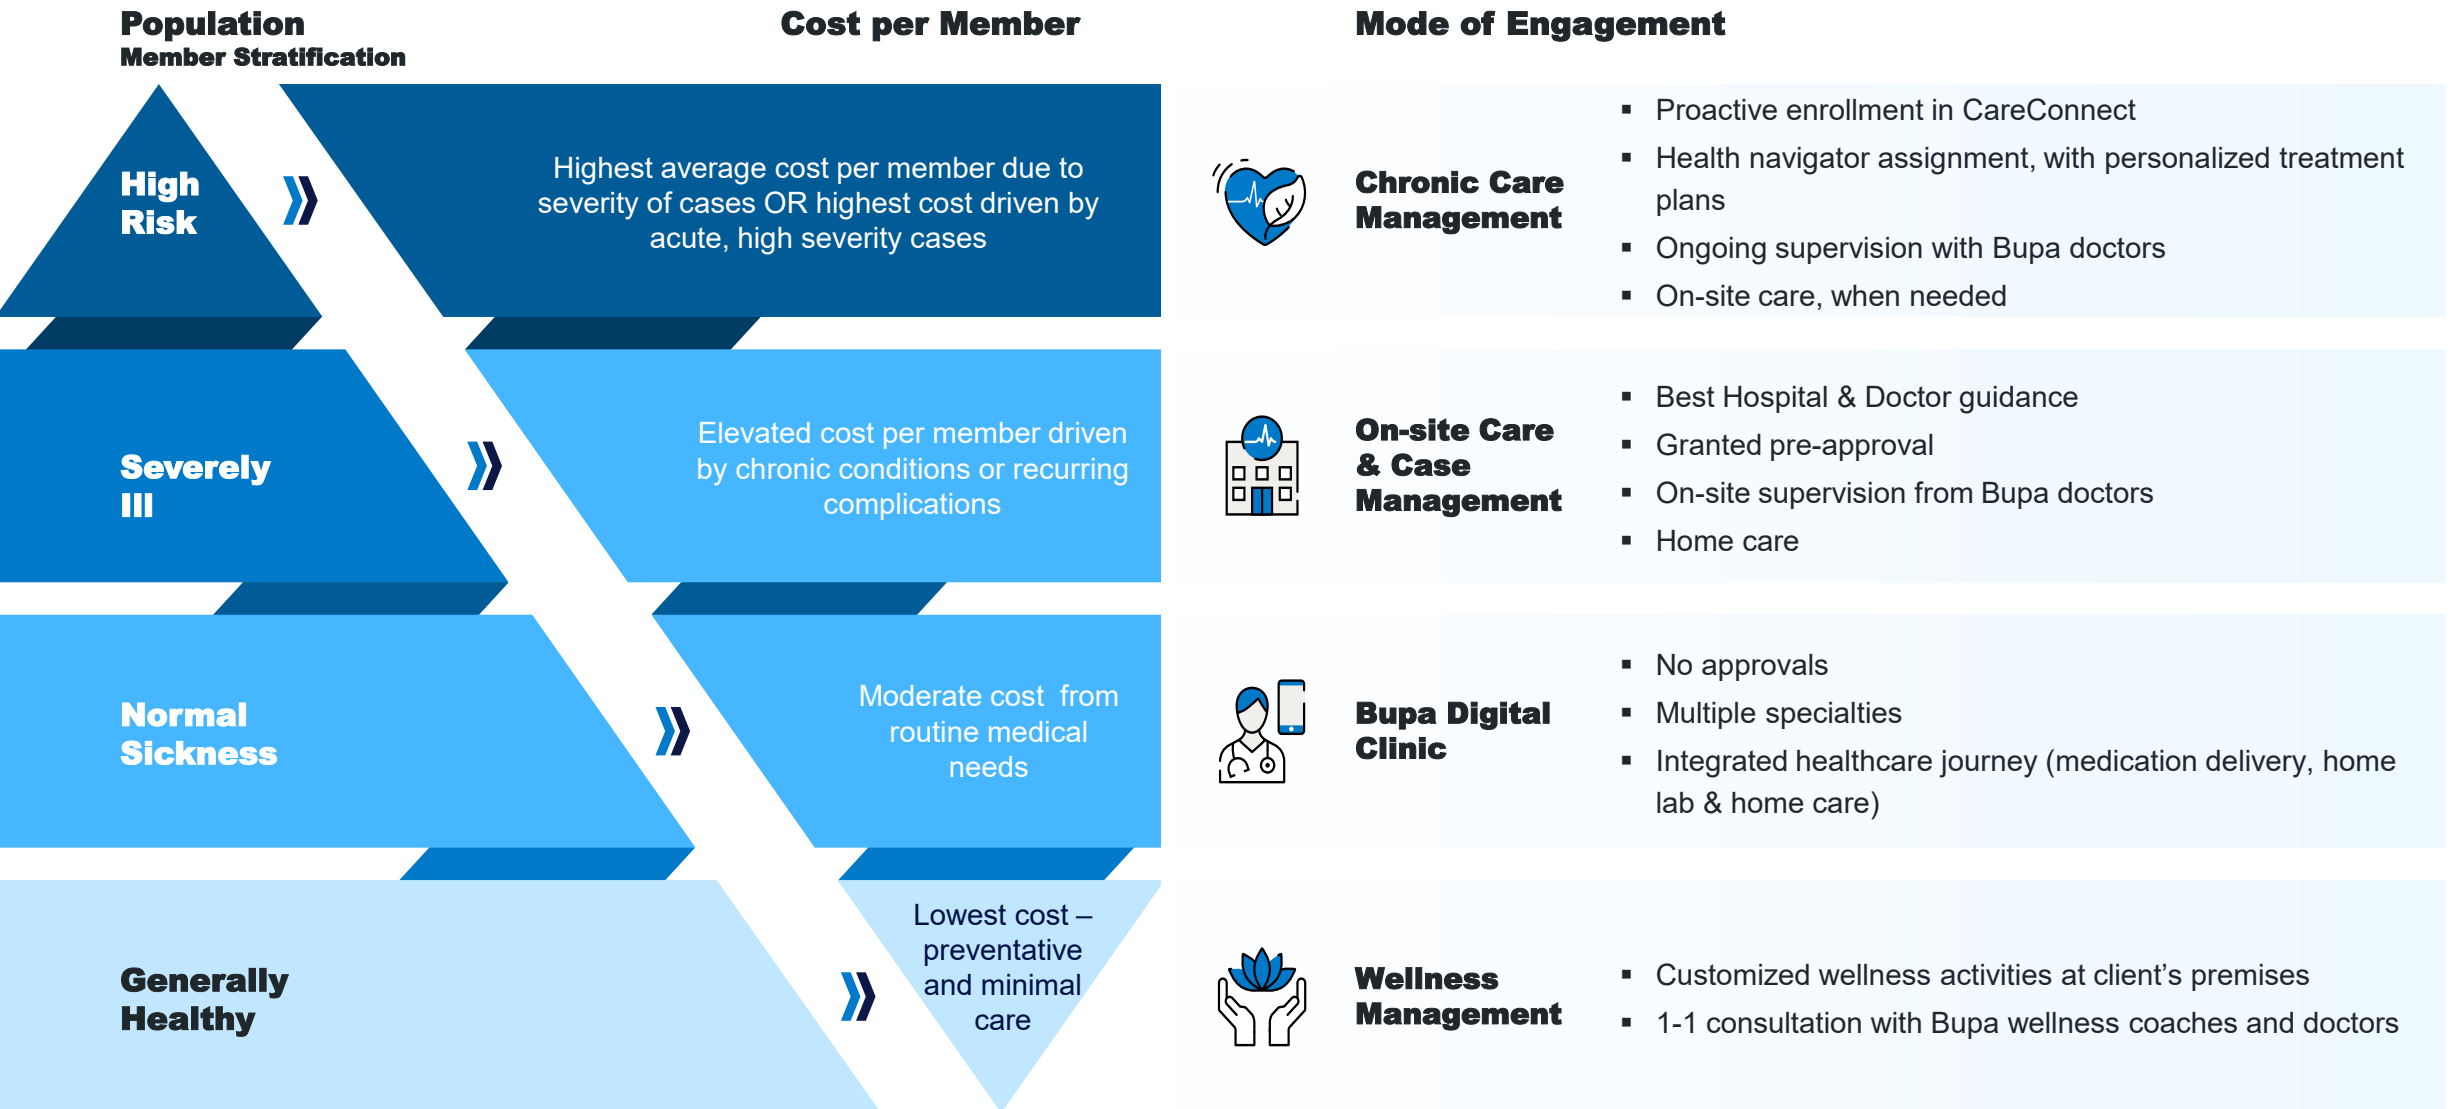 Population
Member Stratification
Cost per Member
Mode of Engagement
High
Risk
Highest average cost per member due to
severity of cases OR highest cost driven by
acute, high severity cases
Chronic Care
Management
▪ Proactive enrollment in CareConnect
▪ Health navigator assignment, with personalized treatment
plans
▪ Ongoing supervision with Bupa doctors
▪ On-site care, when needed
Severely
Ill
Elevated cost per member driven
by chronic conditions or recurring
complications
On-site Care
& Case
Management
▪ Best Hospital & Doctor guidance
▪ Granted pre-approval
▪ On-site supervision from Bupa doctors
▪ Home care
Normal
Sickness
Moderate cost  from
routine medical
needs
Bupa Digital
Clinic
▪ No approvals
▪ Multiple specialties
▪ Integrated healthcare journey (medication delivery, home
lab & home care)
Generally
Healthy
Lowest cost –
preventative
and minimal
care
Wellness
Management
▪ Customized wellness activities at client’s premises
▪ 1-1 consultation with Bupa wellness coaches and doctors